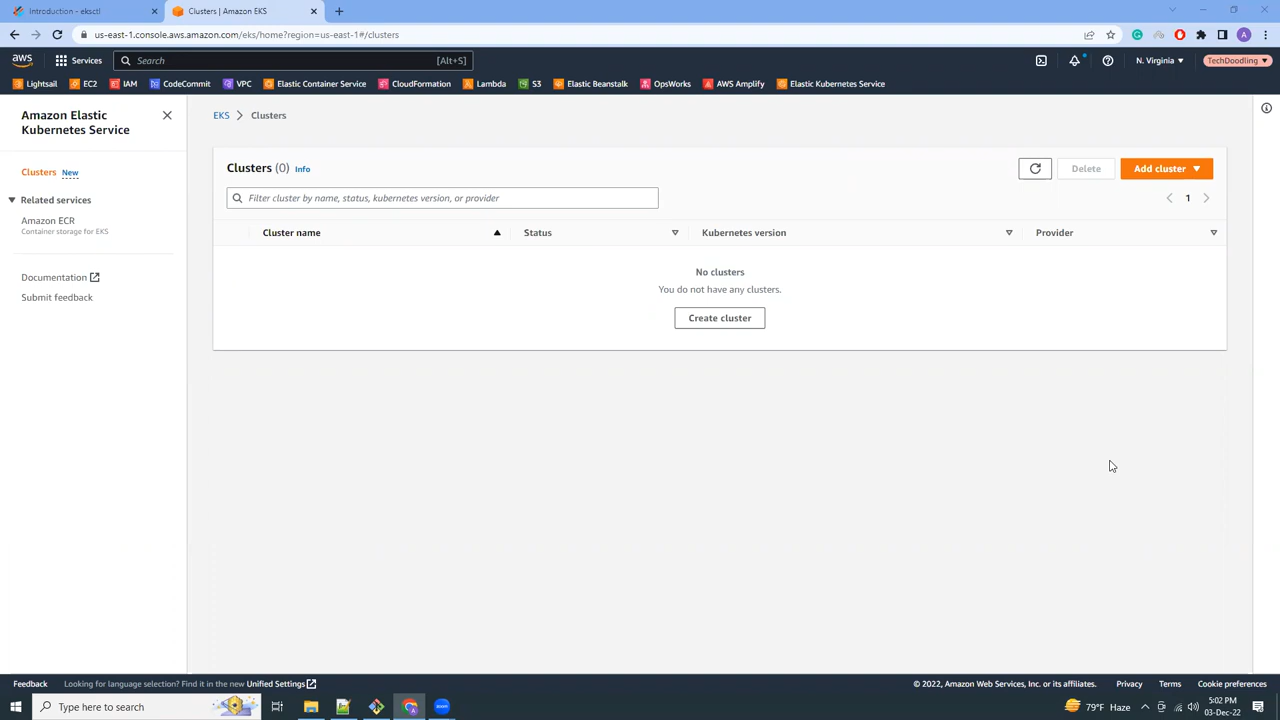 Introduction - eksctl
Clusters | Amazon EKS
us-east-1.console.aws.amazon.com/eks/home?region=us-east-1#/clusters
A
aws
Services
Search
[Alt+S]
N. Virginia
TechDoodling
Lightsail
EC2
IAM
CodeCommit
VPC
Elastic Container Service
CloudFormation
Lambda
S3
Elastic Beanstalk
OpsWorks
AWS Amplify
Elastic Kubernetes Service
Amazon Elastic
Kubernetes Service
Clusters New
Related services
Amazon ECR
Container storage for EKS
Documentation
Submit feedback
EKS > Clusters
Clusters (0) Info
Delete
Add cluster
Filter cluster by name, status, kubernetes version, or provider
1
Cluster name
Status
Kubernetes version
Provider
No clusters
You do not have any clusters.
Create cluster
Feedback
Looking for language selection? Find it in the new Unified Settings
© 2022, Amazon Web Services, Inc. or its affiliates.
Privacy
Terms
Cookie preferences
Type here to search
zoom
79°F Haze
5:02 PM
03-Dec-22